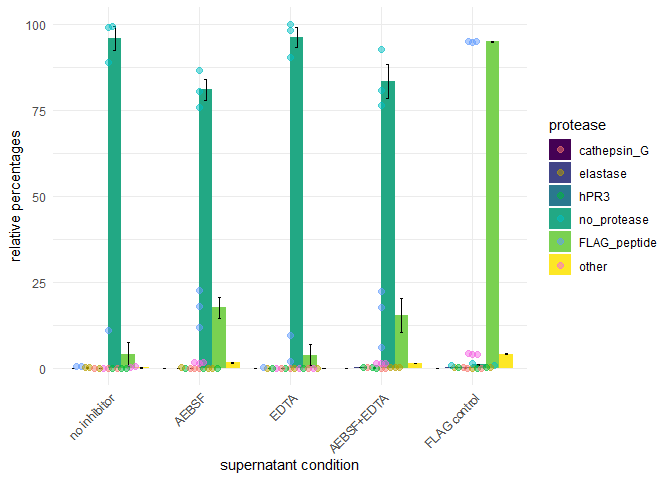 100
75
50
25
0
relative percentages
no inhibitor
AEBSF
EDTA
AEBSF+EDTA
FLAG control
supernatant condition
protease
cathepsin_G
elastase
hPR3
no_protease
FLAG_peptide
other